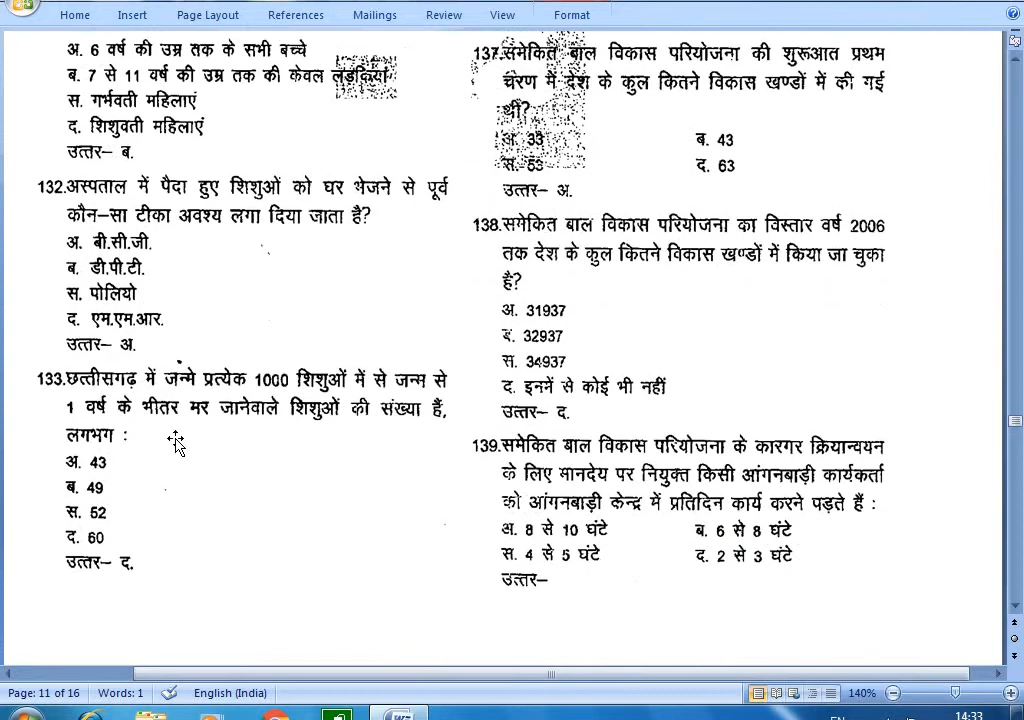 Home Insert Page Layout References Mailings Review View Format
अ. 6 वर्ष की उम्र तक के सभी बच्चे
ब. 7 से 11 वर्ष की उम्र तक की केवल लड़कियां
स. गर्भवती महिलाएं
द. शिशुवती महिलाएं
उत्तर– ब.
132.अस्पताल में पैदा हुए शिशुओं को घर भेजने से पूर्व
कौन–सा टीका अवश्य लगा दिया जाता है?
अ. बी.सी.जी.
ब. डी.पी.टी.
स. पोलियो
द. एम.एम.आर.
उत्तर– अ.
133.छत्तीसगढ़ में जन्मे प्रत्येक 1000 शिशुओं में से जन्म से
1 वर्ष के भीतर मर जानेवाले शिशुओं की संख्या हैं,
लगभग :
अ. 43
ब. 49
स. 52
द. 60
उत्तर– द.
137.समेकित बाल विकास परियोजना की शुरूआत प्रथम
चरण में देश के कुल कितने विकास खण्डों में की गई
थी?
अ. 33 ब. 43
स. 53 द. 63
उत्तर– अ.
138.समेकित बाल विकास परियोजना का विस्तार वर्ष 2006
तक देश के कुल कितने विकास खण्डों में किया जा चुका
है?
अ. 31937
ब. 32937
स. 34937
द. इनमें से कोई भी नहीं
उत्तर– द.
139.समेकित बाल विकास परियोजना के कारगर क्रियान्वयन
के लिए मानदेय पर नियुक्त किसी आंगनबाड़ी कार्यकर्ता
को आंगनबाड़ी केन्द्र में प्रतिदिन कार्य करने पड़ते हैं :
अ. 8 से 10 घंटे ब. 6 से 8 घंटे
स. 4 से 5 घंटे द. 2 से 3 घंटे
उत्तर–
Page: 11 of 16 Words: 1 English (India) 140%
EN 14:33